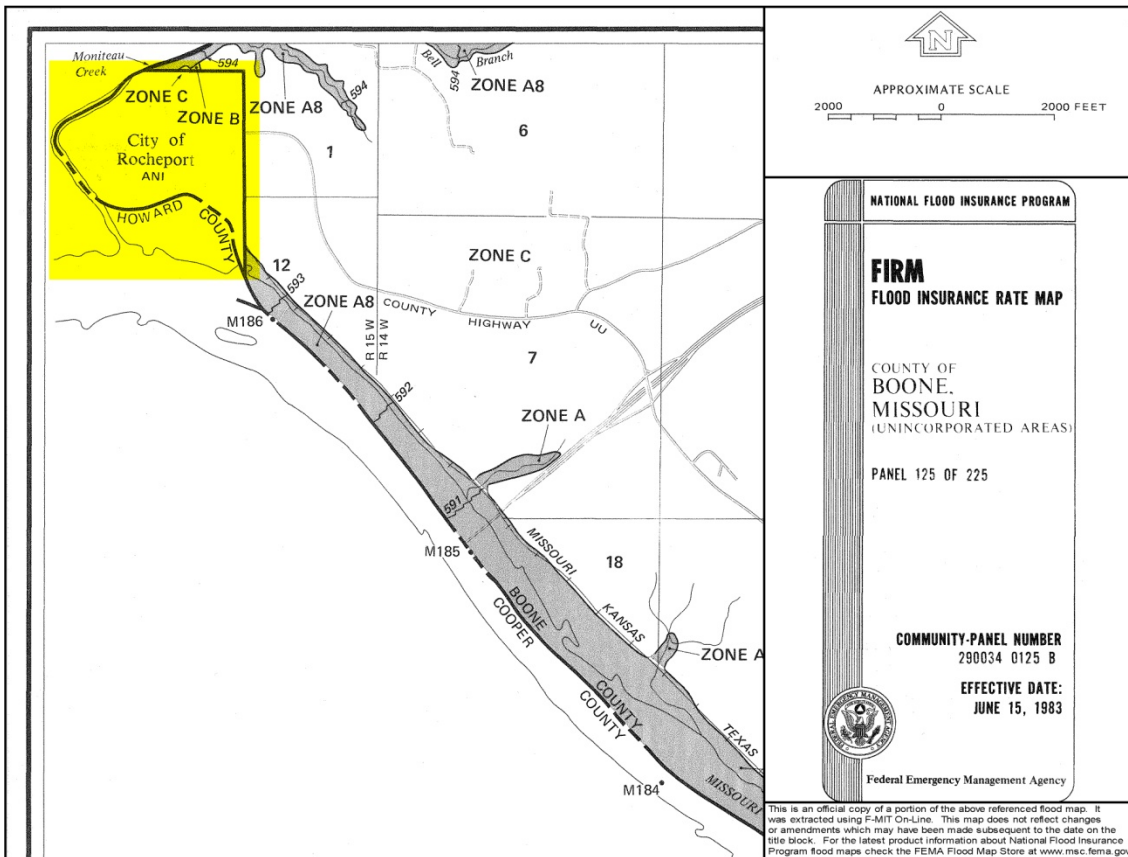 Moniteau
Creek
594
ZONE C
ZONE B
ZONE A8
594
Bell
Branch
594
ZONE A8
City of
Rocheport
ANI
1
6
HOWARD
COUNTY
12
593
ZONE A8
ZONE C
M186
R 15 W
R 14 W
COUNTY
HIGHWAY
UU
7
592
ZONE A
591
M185
MISSOURI
18
KANSAS
BOONE
COOPER
ZONE A
COUNTY
COUNTY
TEXAS
M184
MISSOURI
N
APPROXIMATE SCALE
2000 0 2000 FEET
NATIONAL FLOOD INSURANCE PROGRAM
FIRM
FLOOD INSURANCE RATE MAP
COUNTY OF
BOONE,
MISSOURI
(UNINCORPORATED AREAS)
PANEL 125 OF 225
COMMUNITY-PANEL NUMBER
290034 0125 B
EFFECTIVE DATE:
JUNE 15, 1983
FEDERAL EMERGENCY MANAGEMENT AGENCY
Federal Emergency Management Agency
This is an official copy of a portion of the above referenced flood map. It
was extracted using F-MIT On-Line. This map does not reflect changes
or amendments which may have been made subsequent to the date on the
title block. For the latest product information about National Flood Insurance
Program flood maps check the FEMA Flood Map Store at www.msc.fema.gov